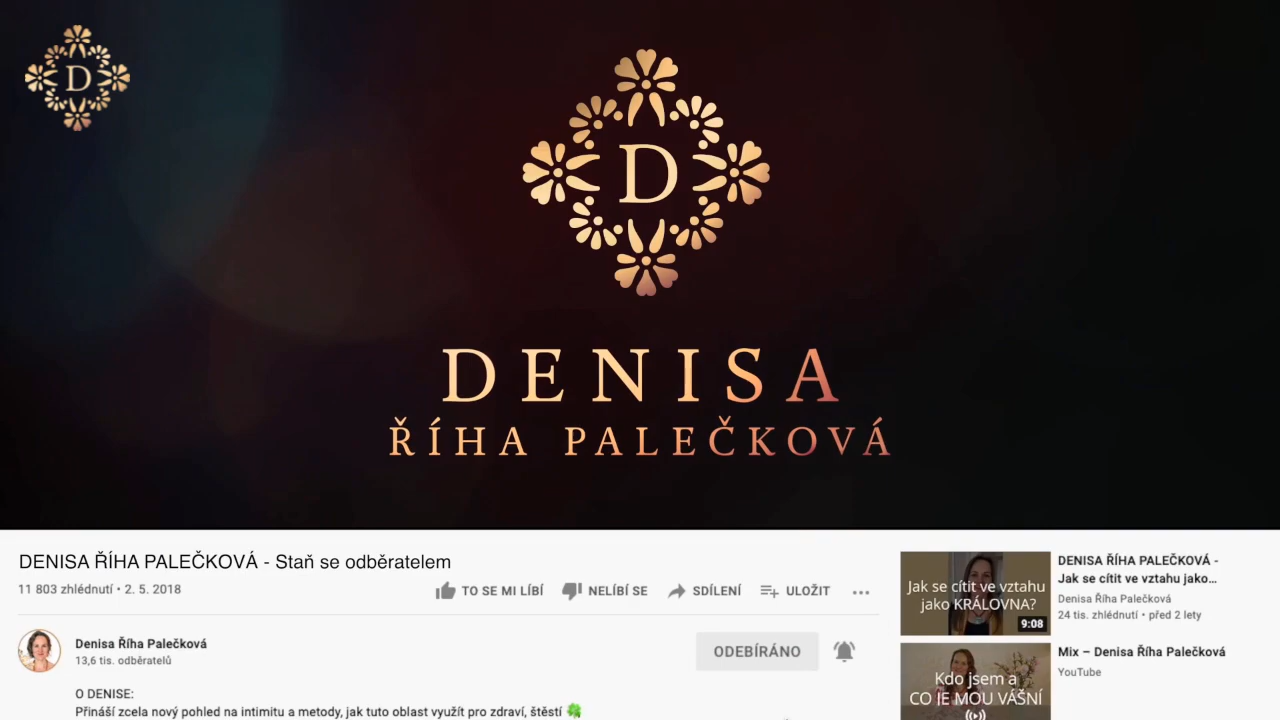 D
D
DENISA
ŘÍHA PALEČKOVÁ
DENISA ŘÍHA PALEČKOVÁ - Staň se odběratelem
11 803 zhlédnutí • 2. 5. 2018
TO SE MI LÍBÍ
NELÍBÍ SE
SDÍLENÍ
ULOŽIT
Denisa Říha Palečková
13,6 tis. odběratelů
ODEBÍRÁNO
O DENISE:
Přináší zcela nový pohled na intimitu a metody, jak tuto oblast využít pro zdraví, štěstí 🍀
Jak se cítit ve vztahu
jako KRÁLOVNA?
9:08
DENISA ŘÍHA PALEČKOVÁ -
Jak se cítit ve vztahu jako...
Denisa Říha Palečková
24 tis. zhlédnutí • před 2 lety
Kdo jsem a
CO JE MOU VÁŠNÍ
Mix – Denisa Říha Palečková
YouTube